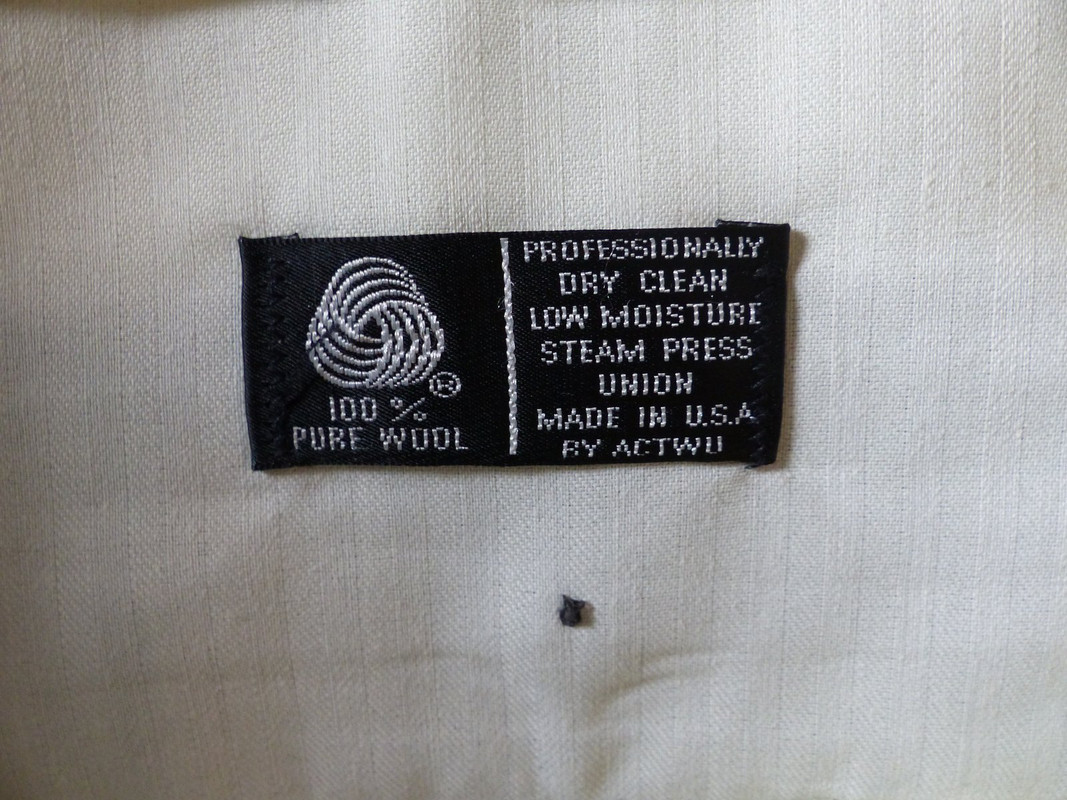 ®
100 %
PURE WOOL
PROFESSIONALLY
DRY CLEAN
LOW MOISTURE
STEAM PRESS
UNION
MADE IN U.S.A
BY ACTWU